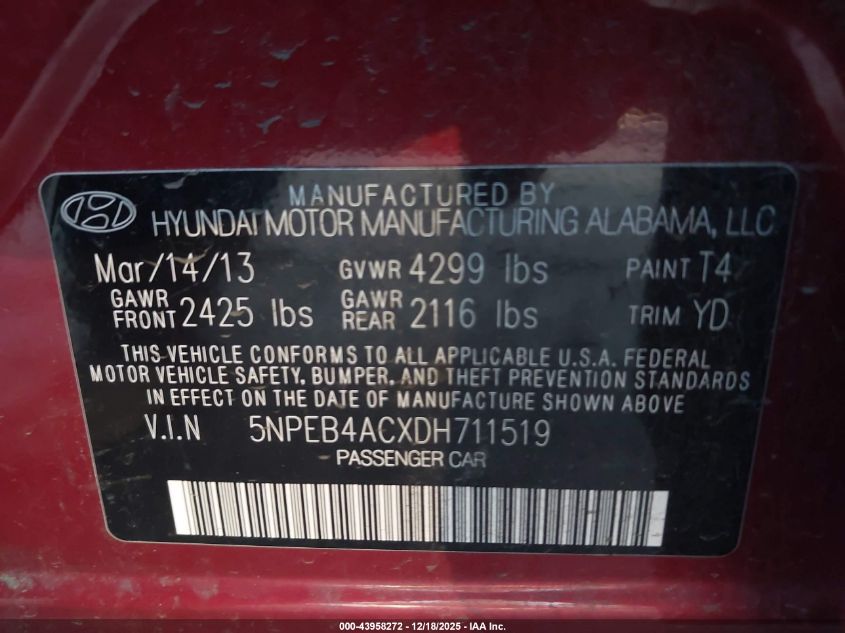 MANUFACTURED BY
HYUNDAI MOTOR MANUFACTURING ALABAMA, LLC
Mar/14/13 GVWR 4299 lbs PAINT T4
GAWR FRONT 2425 lbs GAWR REAR 2116 lbs TRIM YD
THIS VEHICLE CONFORMS TO ALL APPLICABLE U.S.A. FEDERAL
MOTOR VEHICLE SAFETY, BUMPER, AND THEFT PREVENTION STANDARDS
IN EFFECT ON THE DATE OF MANUFACTURE SHOWN ABOVE
V.I.N 5NPEB4ACXDH711519
PASSENGER CAR
000-43958272 — 12/18/2025 — IAA Inc.